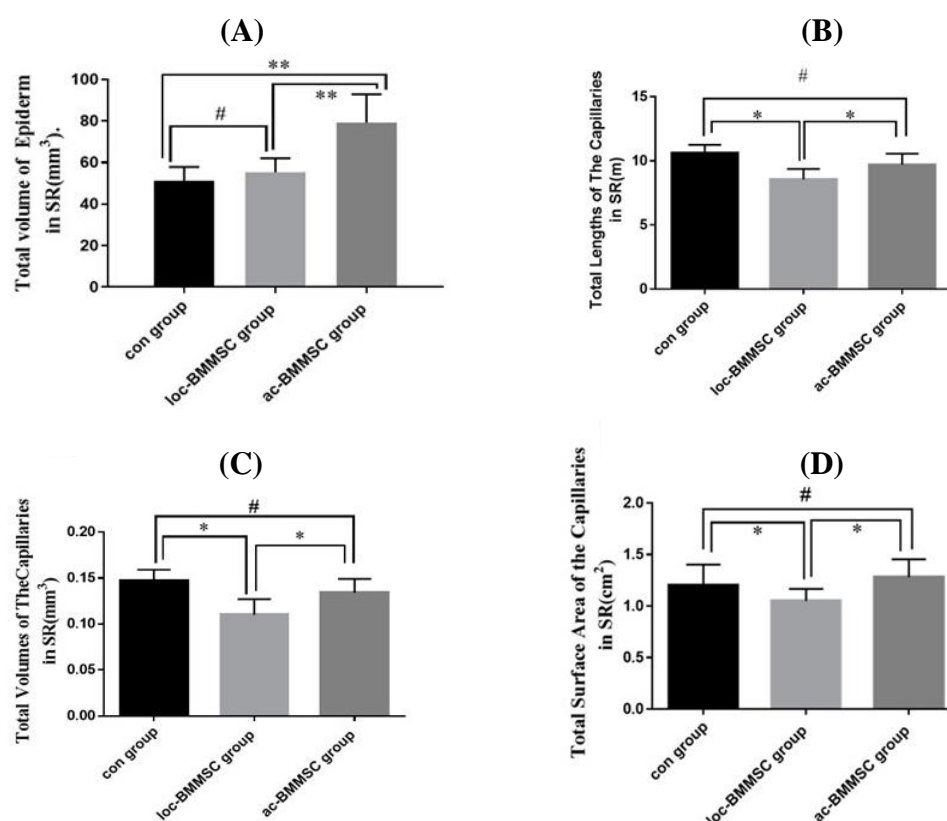 (A)
Total volume of Epiderm
in SR(mm³).
100
80
60
40
20
0
**
#
**
con group
loc-BMMSC group
ac-BMMSC group
(B)
Total Lengths of The Capillaries
in SR(m)
15
10
5
0
#
*
*
con group
loc-BMMSC group
ac-BMMSC group
(C)
Total Volumes of TheCapillaries
in SR(mm³)
0.20
0.15
0.10
0.05
0.00
#
*
*
con group
loc-BMMSC group
ac-BMMSC group
(D)
Total Surface Area of the Capillaries
in SR(cm²)
2.0
1.5
1.0
0.5
0.0
#
*
*
con group
loc-BMMSC group
ac-BMMSC group